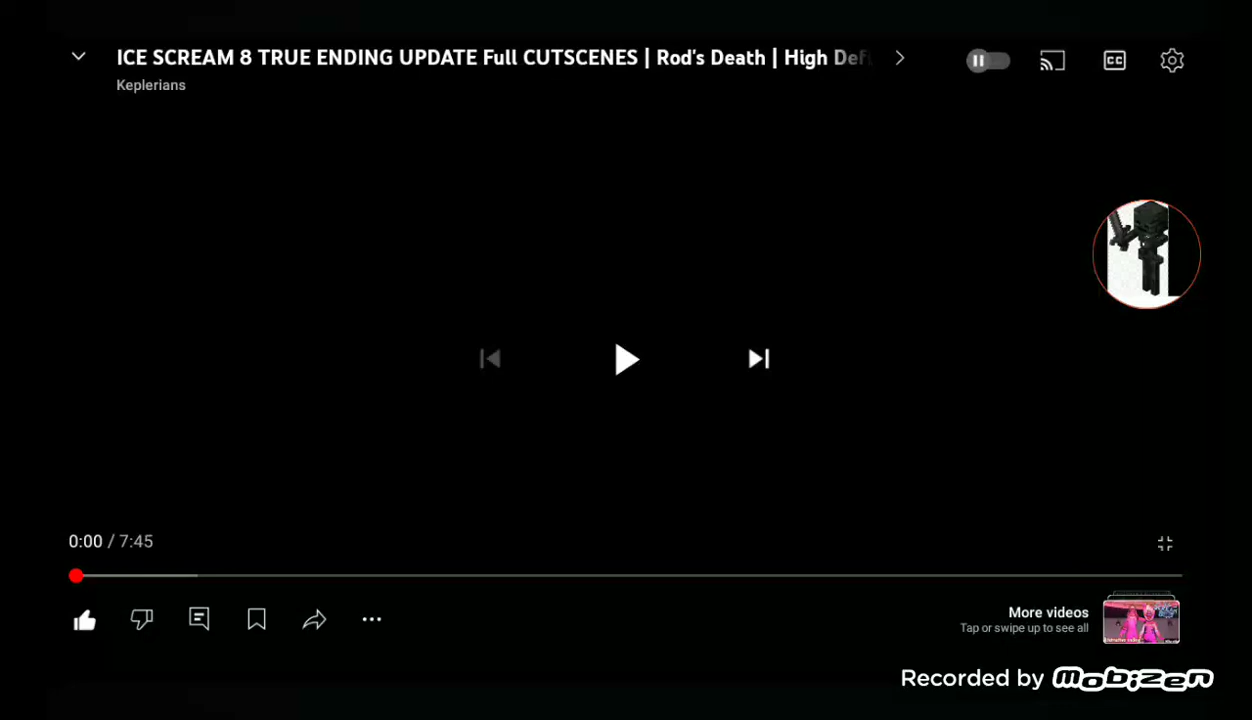 ICE SCREAM 8 TRUE ENDING UPDATE Full CUTSCENES | Rod's Death | High Def
Keplerians
CC
0:00 / 7:45
More videos
Tap or swipe up to see all
Recorded by mobizen